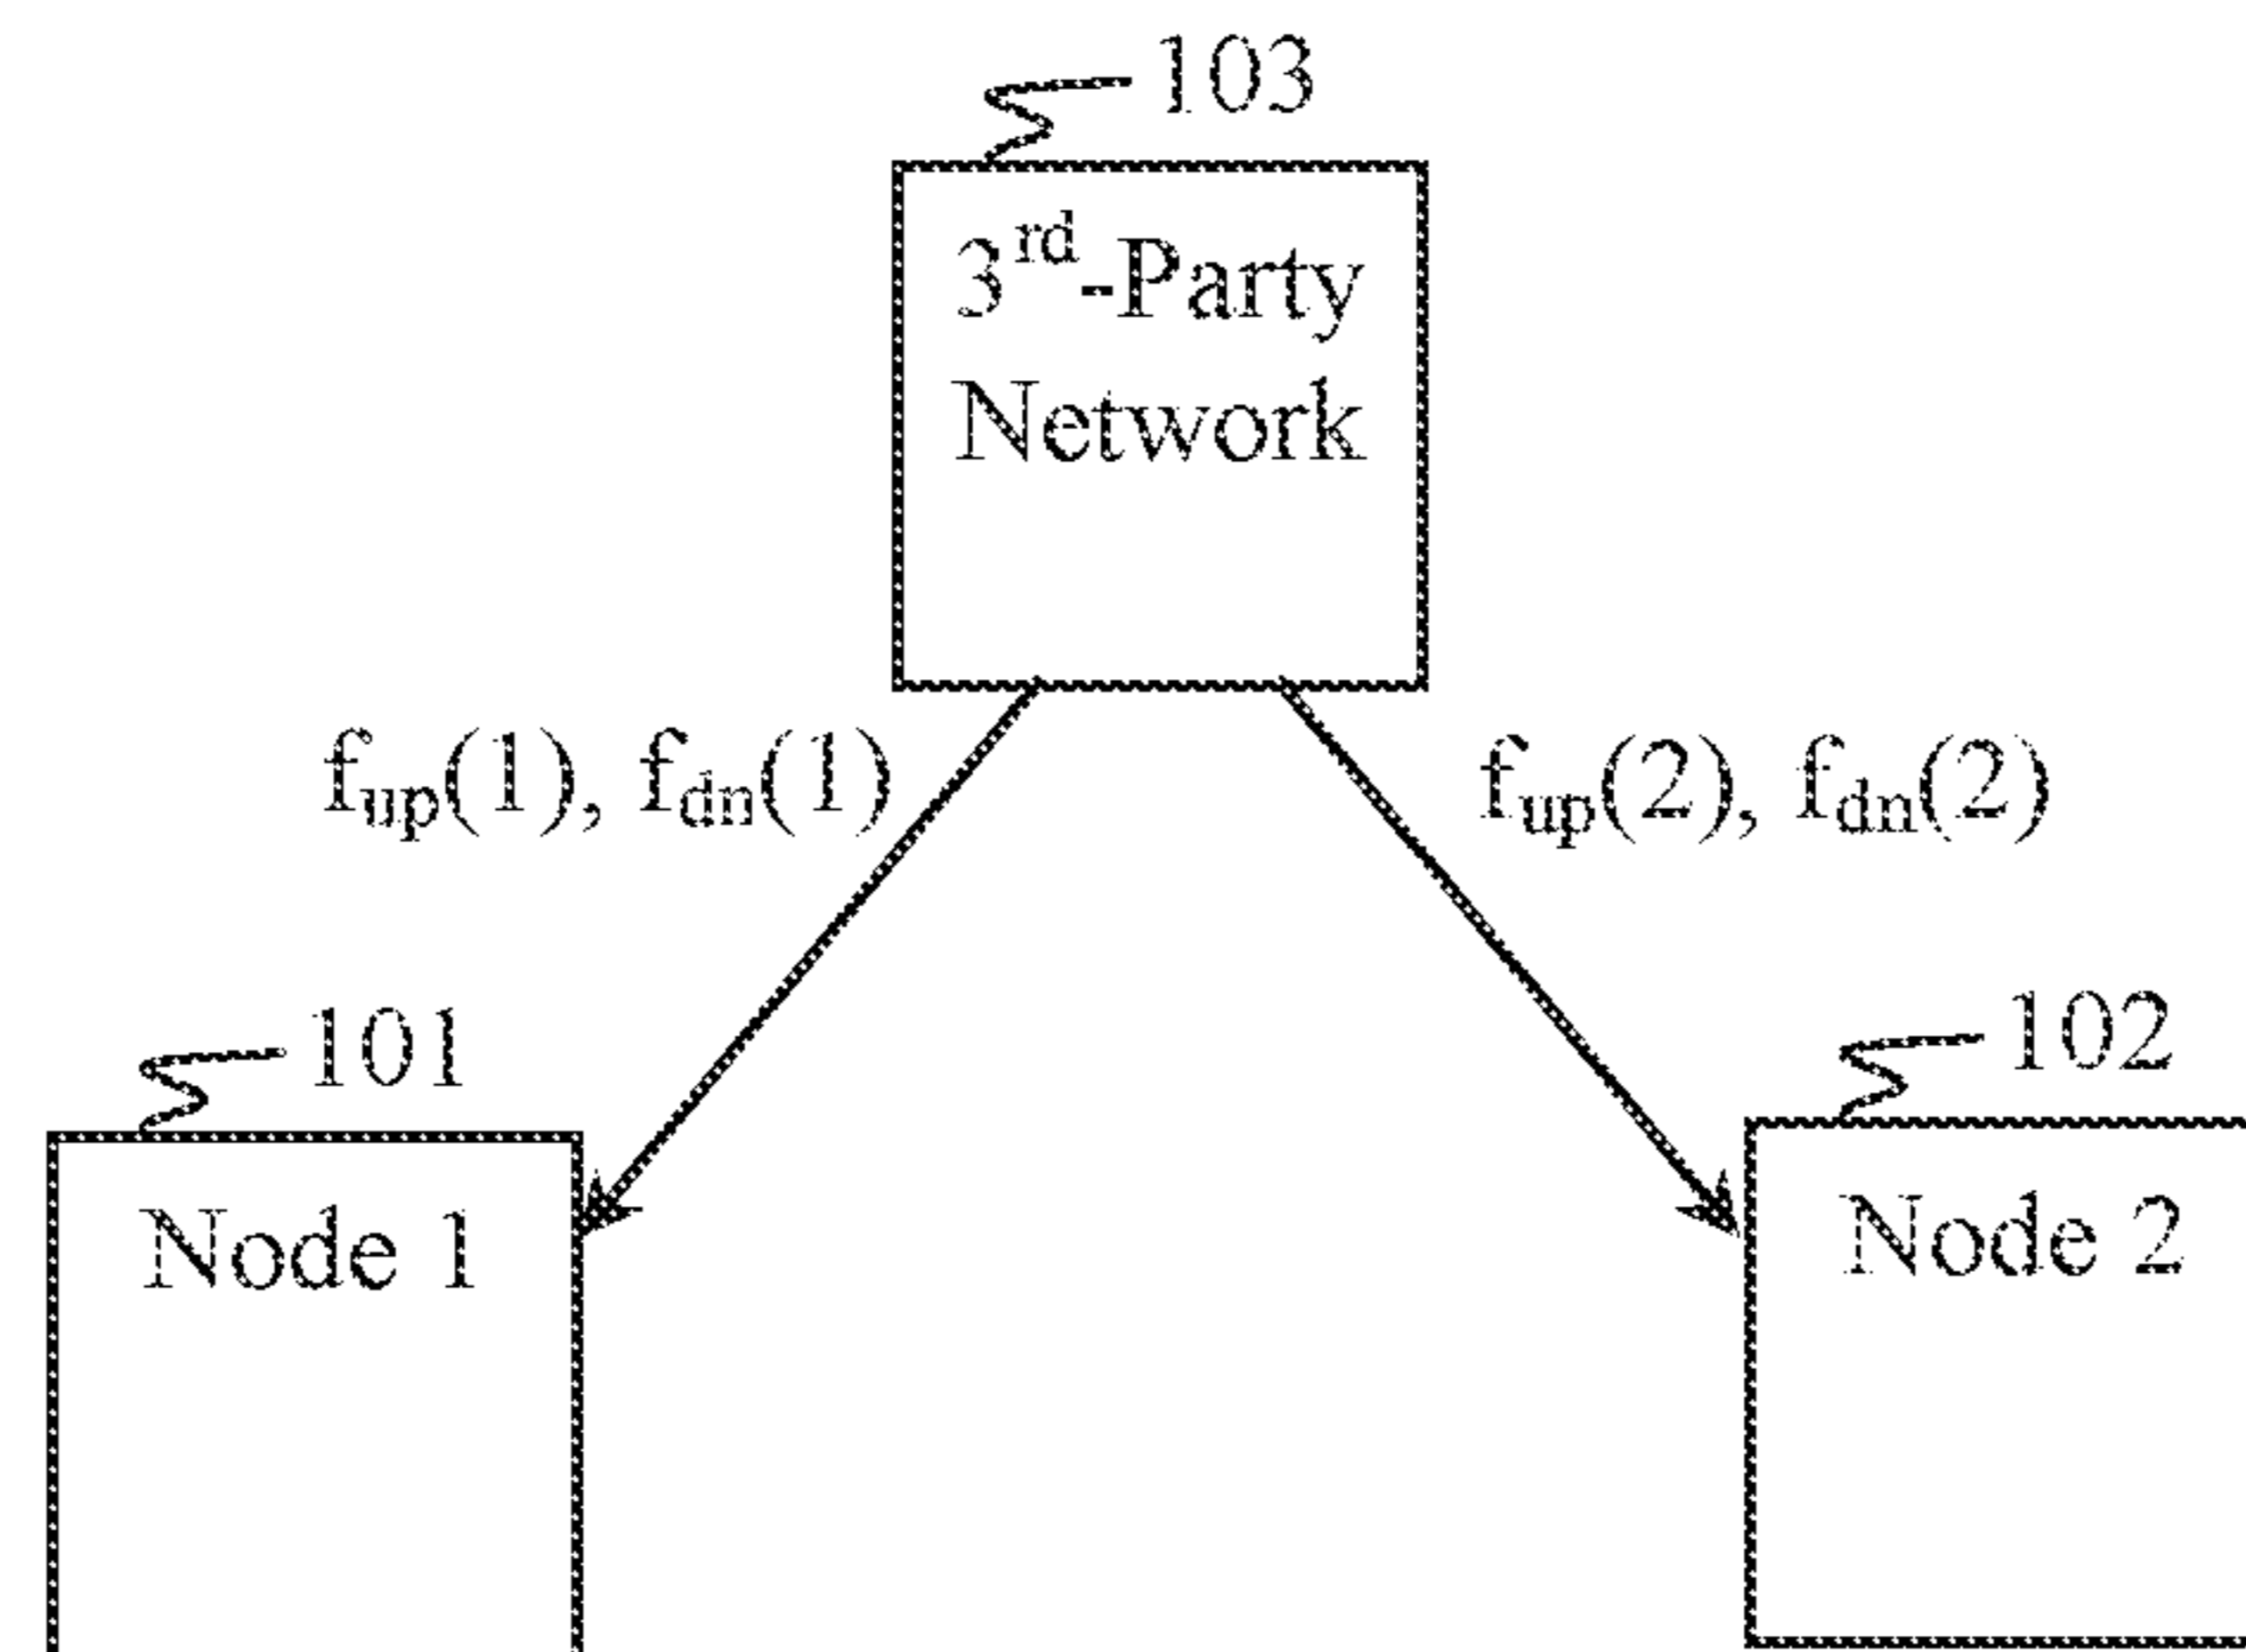 103
3rd-Party
Network
fup(1), fdn(1)
fup(2), fdn(2)
101
102
Node 1
Node 2